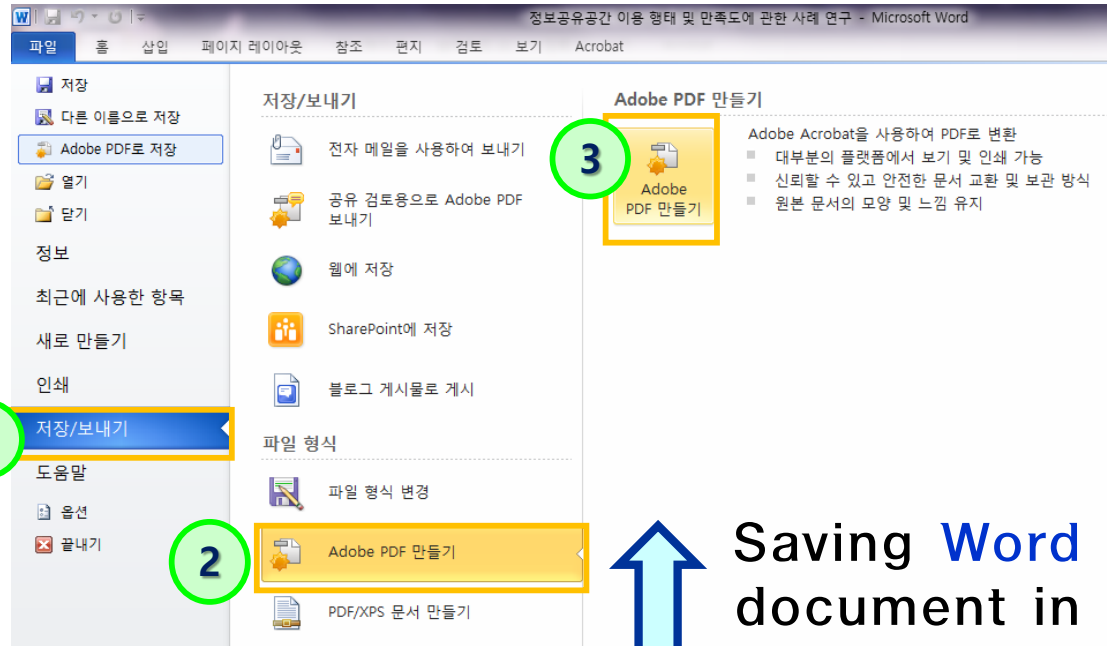 정보공유공간 이용 형태 및 만족도에 관한 사례 연구 - Microsoft Word
파일 홈 삽입 페이지 레이아웃 참조 편지 검토 보기 Acrobat
저장
다른 이름으로 저장
Adobe PDF로 저장
열기
닫기
정보
최근에 사용한 항목
새로 만들기
인쇄
저장/보내기
도움말
옵션
끝내기
저장/보내기
전자 메일을 사용하여 보내기
공유 검토용으로 Adobe PDF
보내기
웹에 저장
SharePoint에 저장
블로그 게시물로 게시
파일 형식
파일 형식 변경
2
Adobe PDF 만들기
PDF/XPS 문서 만들기
Adobe PDF 만들기
3
Adobe
PDF 만들기
Adobe Acrobat을 사용하여 PDF로 변환
대부분의 플랫폼에서 보기 및 인쇄 가능
신뢰할 수 있고 안전한 문서 교환 및 보관 방식
원본 문서의 모양 및 느낌 유지
Saving Word
document in